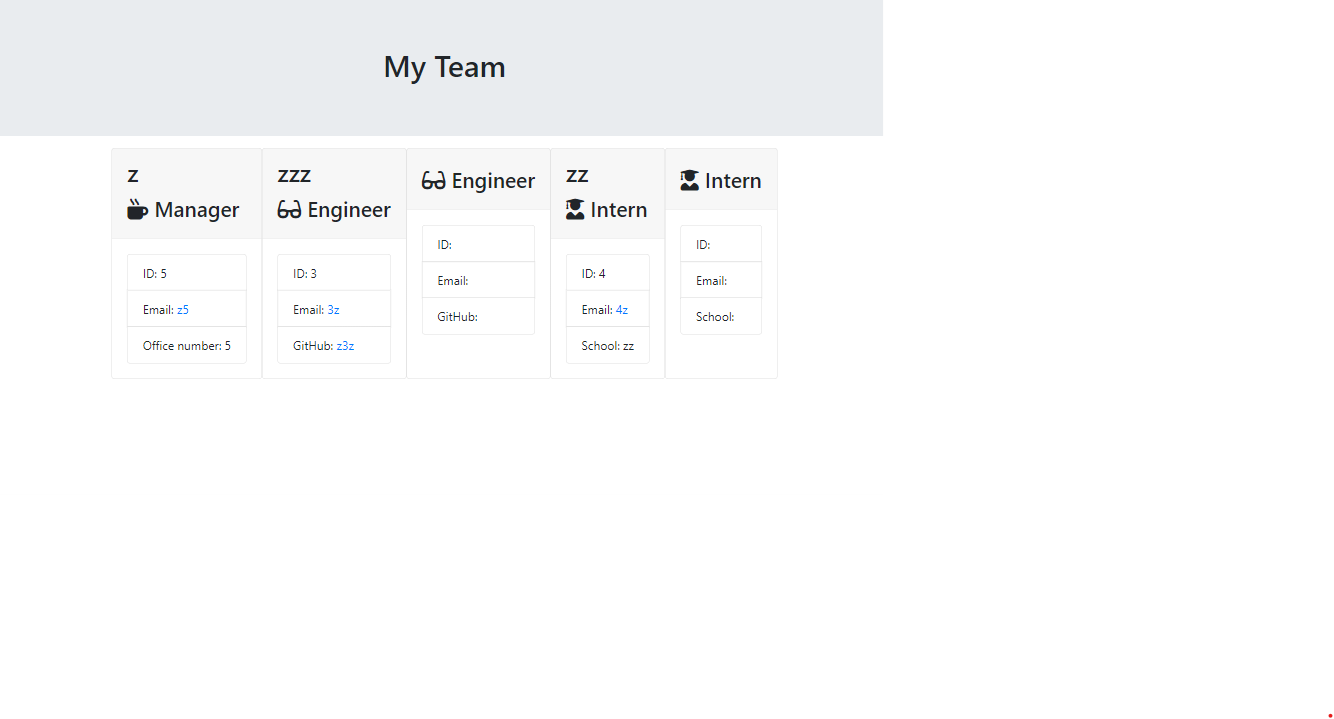 My Team
z
Manager
ID: 5
Email: z5
Office number: 5
zzz
Engineer
ID: 3
Email: 3z
GitHub: z3z
Engineer
ID:
Email:
GitHub:
zz
Intern
ID: 4
Email: 4z
School: zz
Intern
ID:
Email:
School: